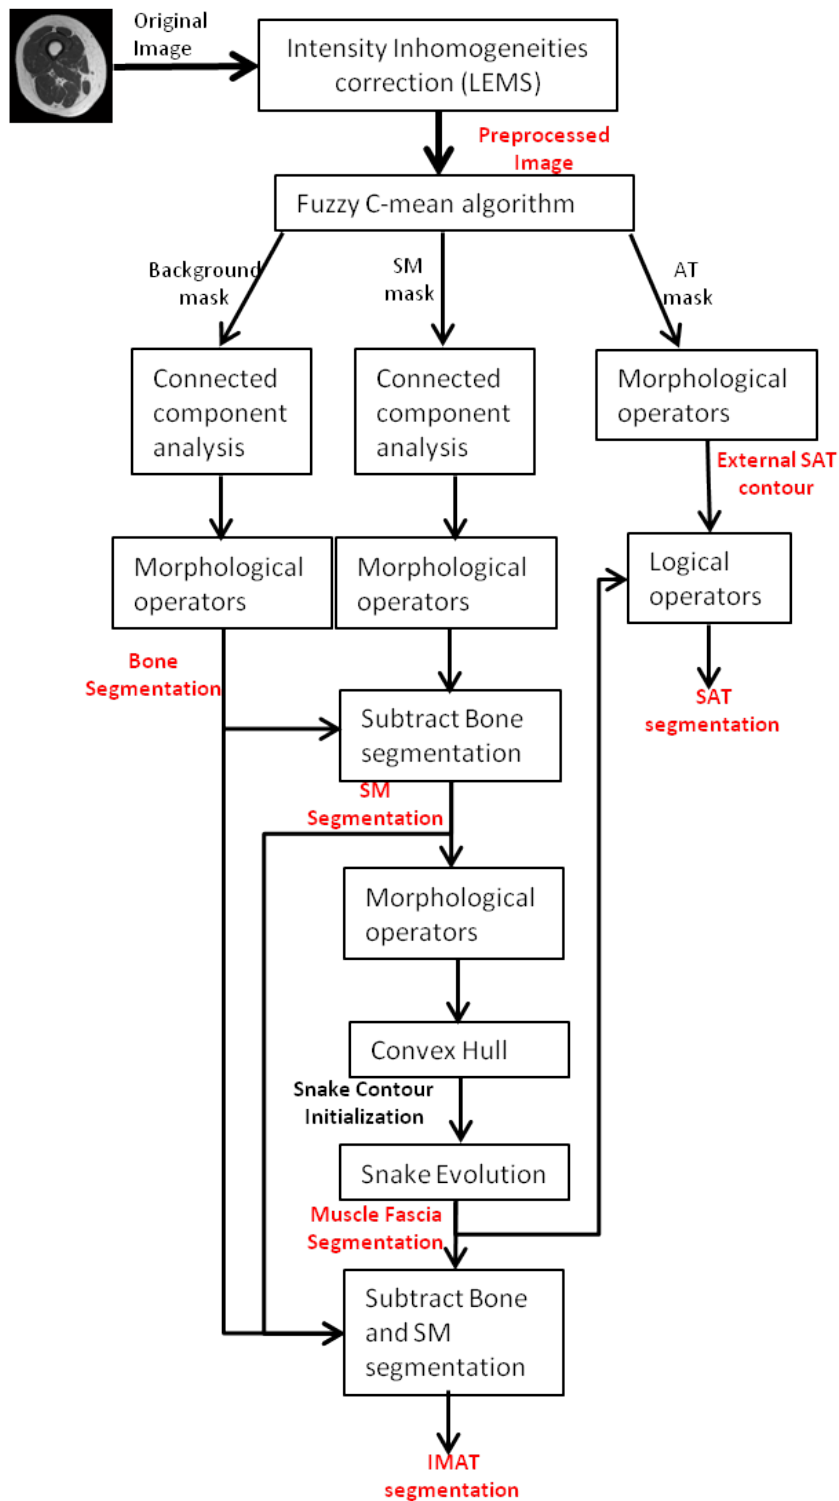 Original
Image
Intensity Inhomogeneities
correction (LEMS)
Preprocessed
Image
Fuzzy C-mean algorithm
Background
mask
SM
mask
AT
mask
Connected
component
analysis
Connected
component
analysis
Morphological
operators
External SAT
contour
Morphological
operators
Morphological
operators
Logical
operators
Bone
Segmentation
SAT
segmentation
Subtract Bone
segmentation
SM
Segmentation
Morphological
operators
Convex Hull
Snake Contour
Initialization
Snake Evolution
Muscle Fascia
Segmentation
Subtract Bone
and SM
segmentation
IMAT
segmentation